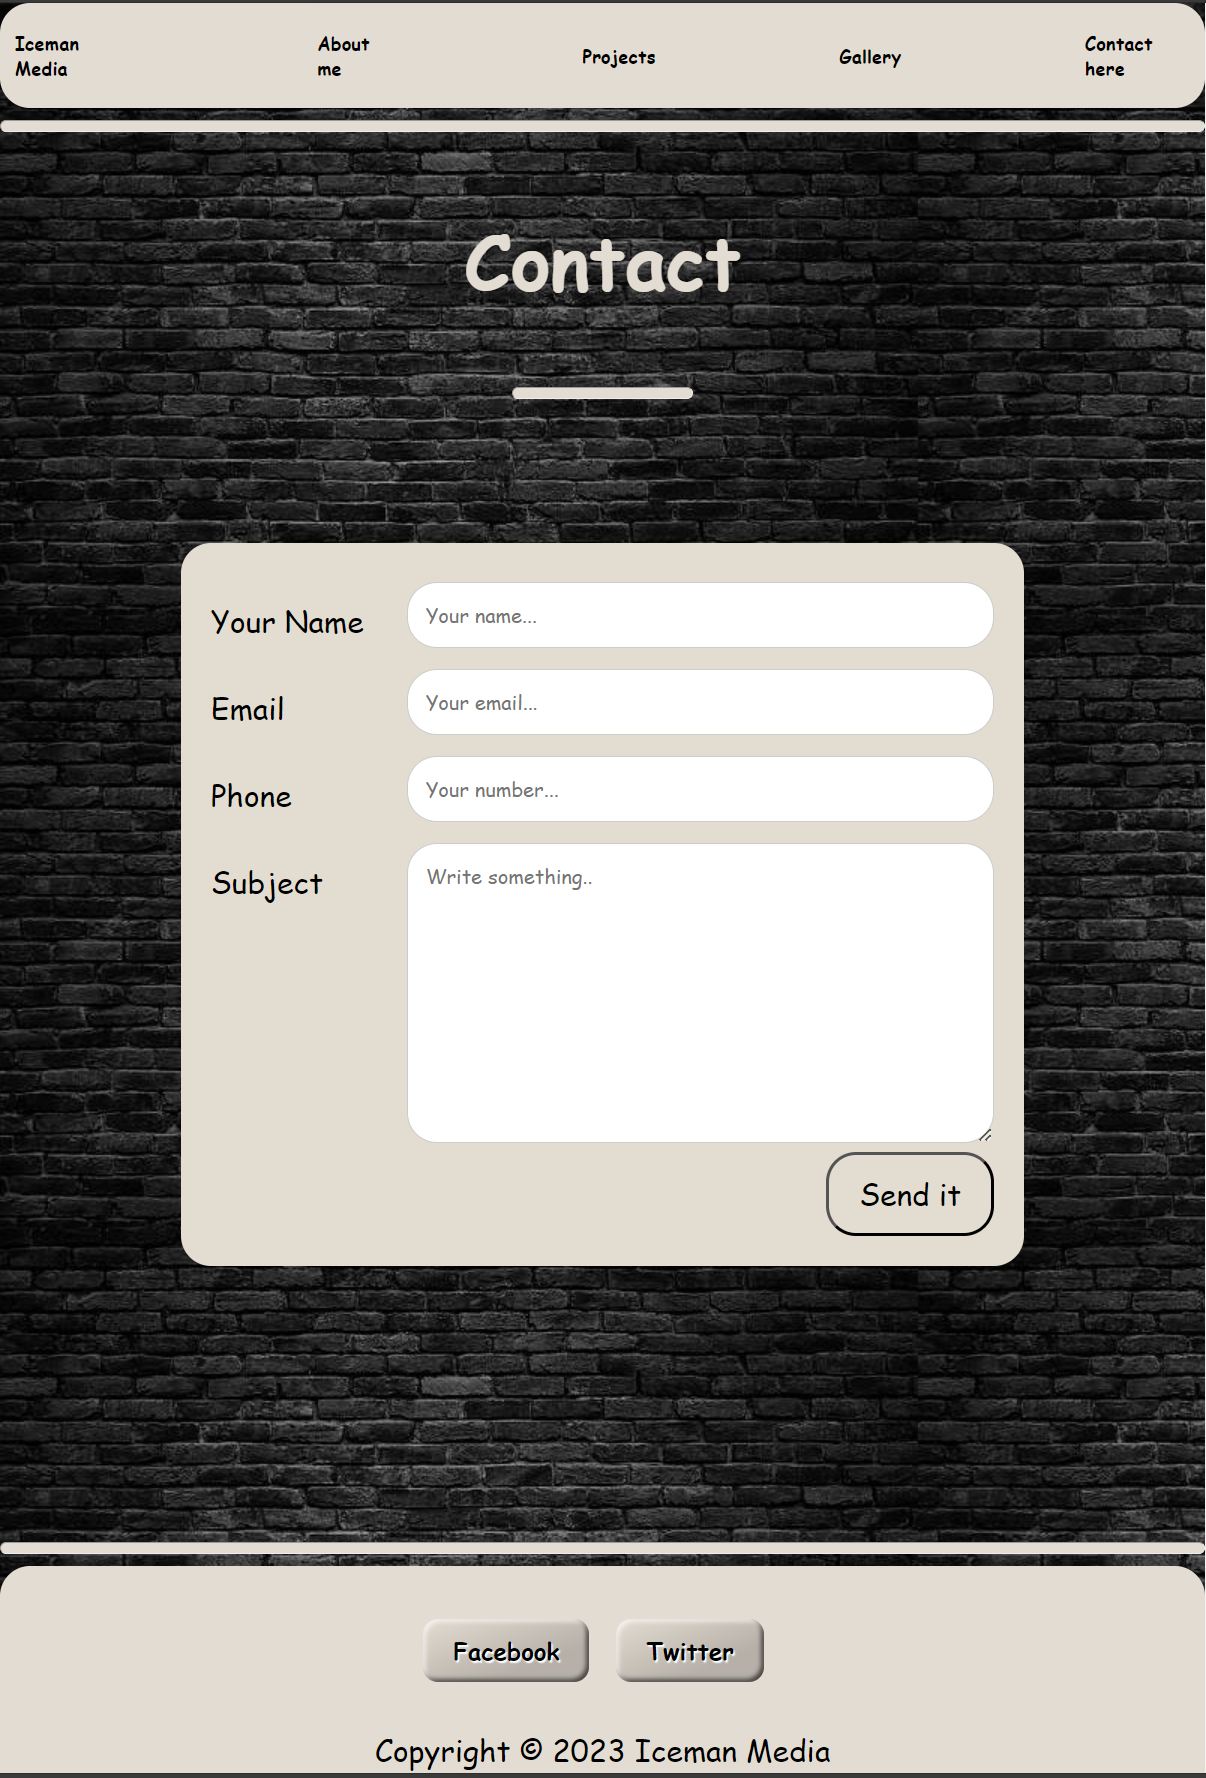 Iceman
Media
About
me
Projects
Gallery
Contact
here
Contact
Your Name
Your name...
Email
Your email...
Phone
Your number...
Subject
Write something..
Send it
Facebook
Twitter
Copyright © 2023 Iceman Media